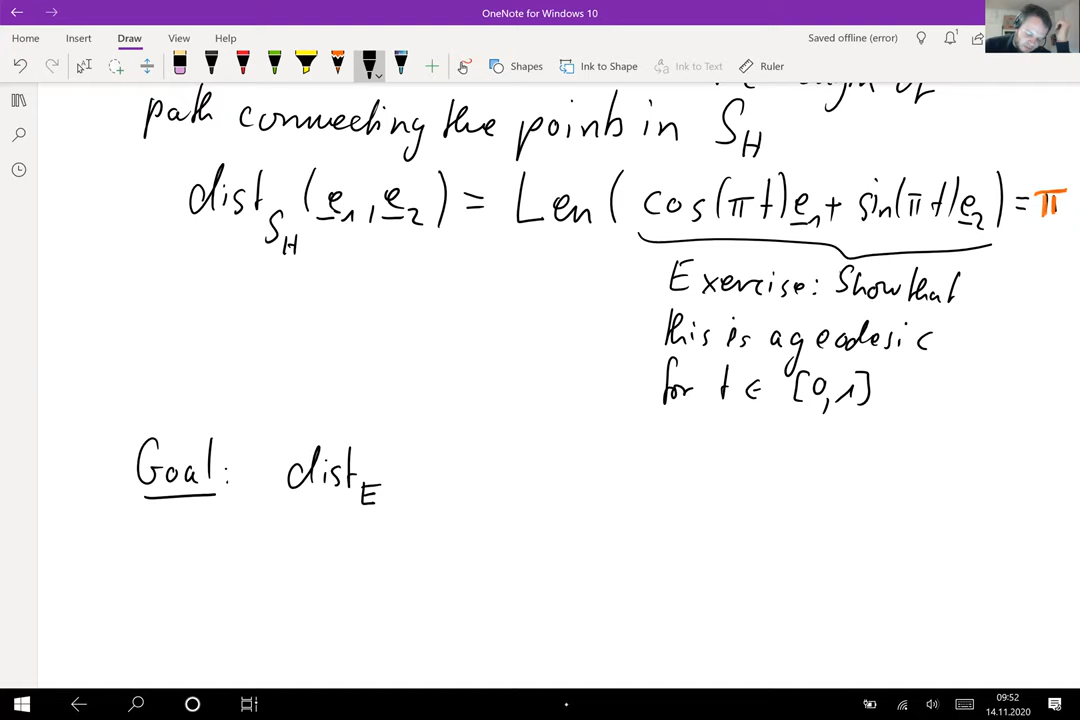 OneNote for Windows 10
Home Insert Draw View Help Saved offline (error)
Shapes Ink to Shape Ink to Text Ruler
of
path connecting the points in S_H
dist_{S_H} (e_1, e_2) = Len ( cos(πt)e_1 + sin(πt)e_2 ) = π
Exercise: Show that
this is a geodesic
for t ∈ [0,1]
Goal: dist_E
09:52
14.11.2020